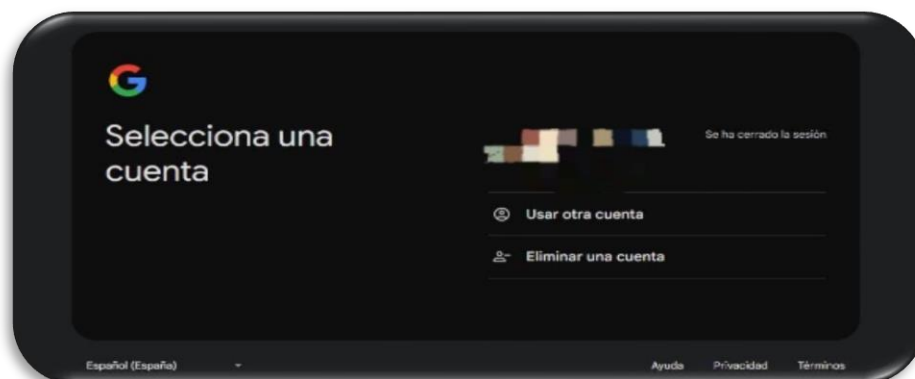 Selecciona una
cuenta
Se ha cerrado la sesión
Usar otra cuenta
Eliminar una cuenta
Español (España)
Ayuda Privacidad Términos